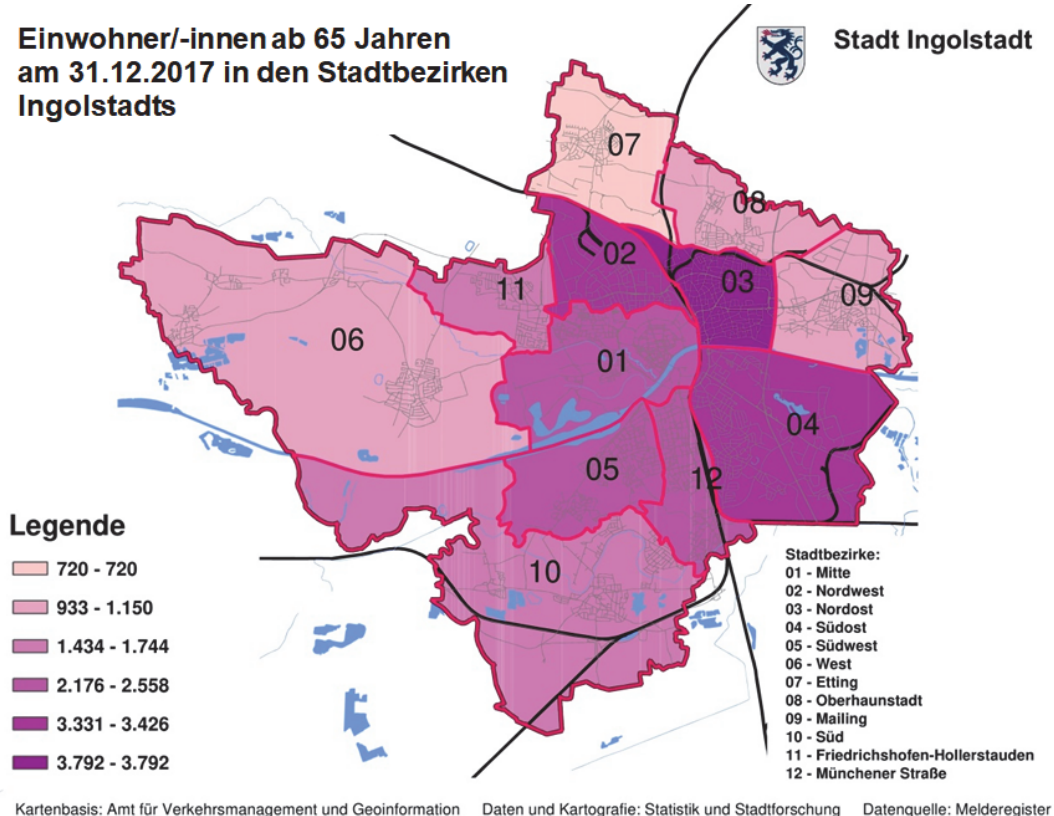 Einwohner/-innen ab 65 Jahren
am 31.12.2017 in den Stadtbezirken
Ingolstadts
Stadt Ingolstadt
07
08
02
03
11
09
06
01
04
05
12
10
Legende
720 - 720
933 - 1.150
1.434 - 1.744
2.176 - 2.558
3.331 - 3.426
3.792 - 3.792
Stadtbezirke:
01 - Mitte
02 - Nordwest
03 - Nordost
04 - Südost
05 - Südwest
06 - West
07 - Etting
08 - Oberhaunstadt
09 - Mailing
10 - Süd
11 - Friedrichshofen-Hollerstauden
12 - Münchener Straße
Kartenbasis: Amt für Verkehrsmanagement und Geoinformation Daten und Kartografie: Statistik und Stadtforschung Datenquelle: Melderegister